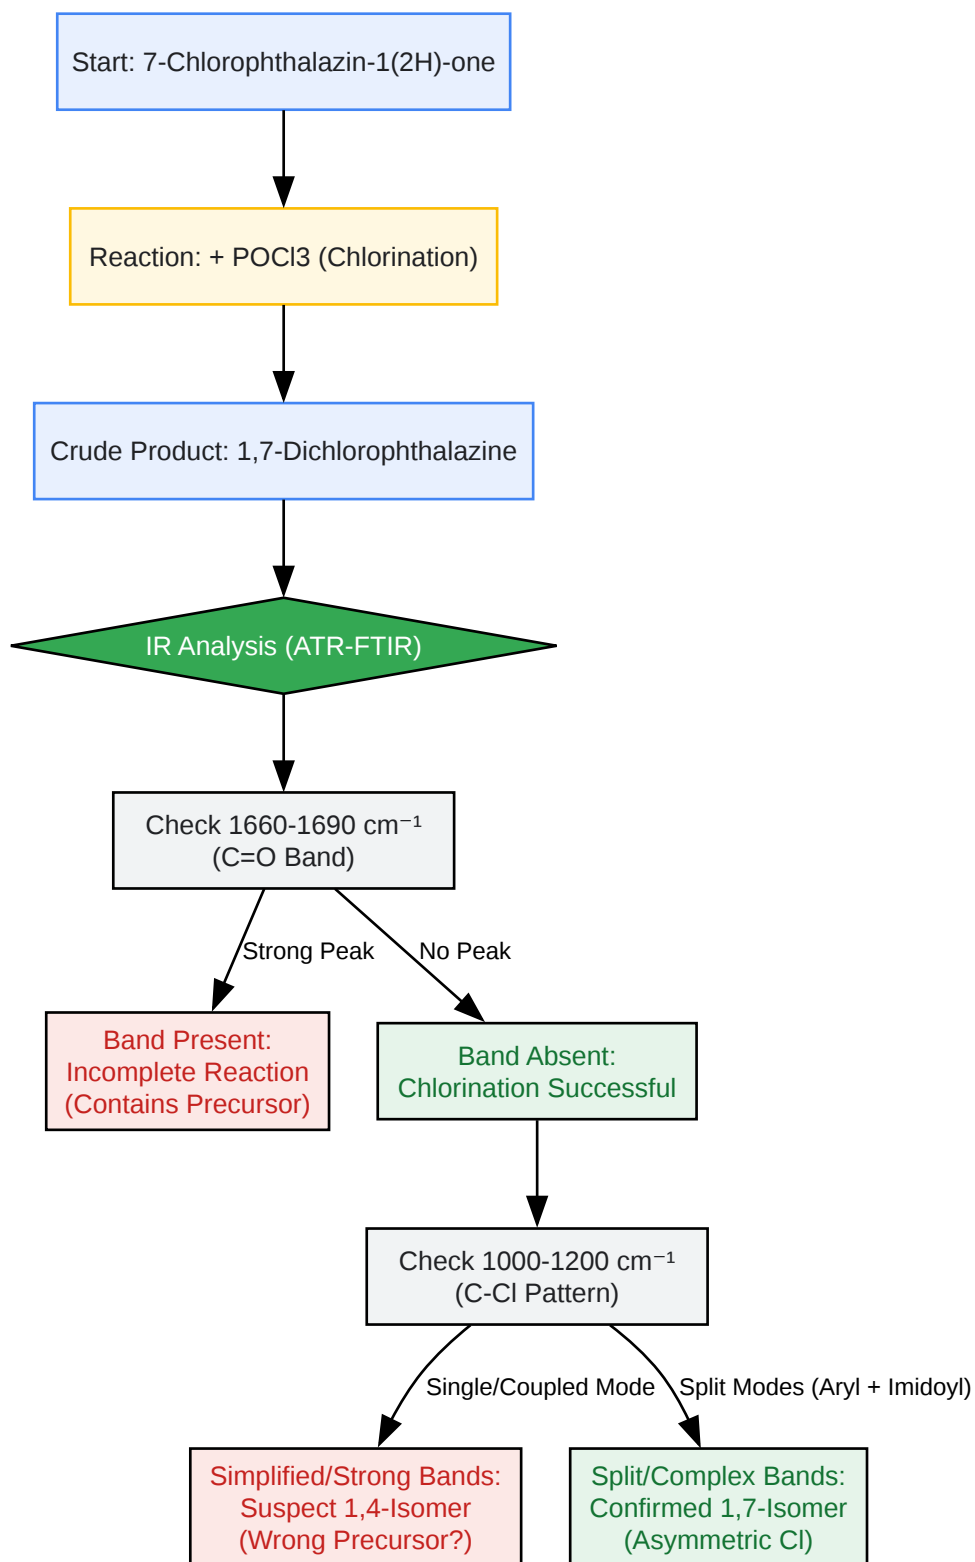 Start: 7-Chlorophthalazin-1(2H)-one
Reaction: + POCl3 (Chlorination)
Crude Product: 1,7-Dichlorophthalazine
IR Analysis (ATR-FTIR)
Check 1660-1690 cm⁻¹
(C=O Band)
Strong Peak
No Peak
Band Present:
Incomplete Reaction
(Contains Precursor)
Band Absent:
Chlorination Successful
Check 1000-1200 cm⁻¹
(C-Cl Pattern)
Single/Coupled Mode
Split Modes (Aryl + Imidoyl)
Simplified/Strong Bands:
Suspect 1,4-Isomer
(Wrong Precursor?)
Split/Complex Bands:
Confirmed 1,7-Isomer
(Asymmetric Cl)